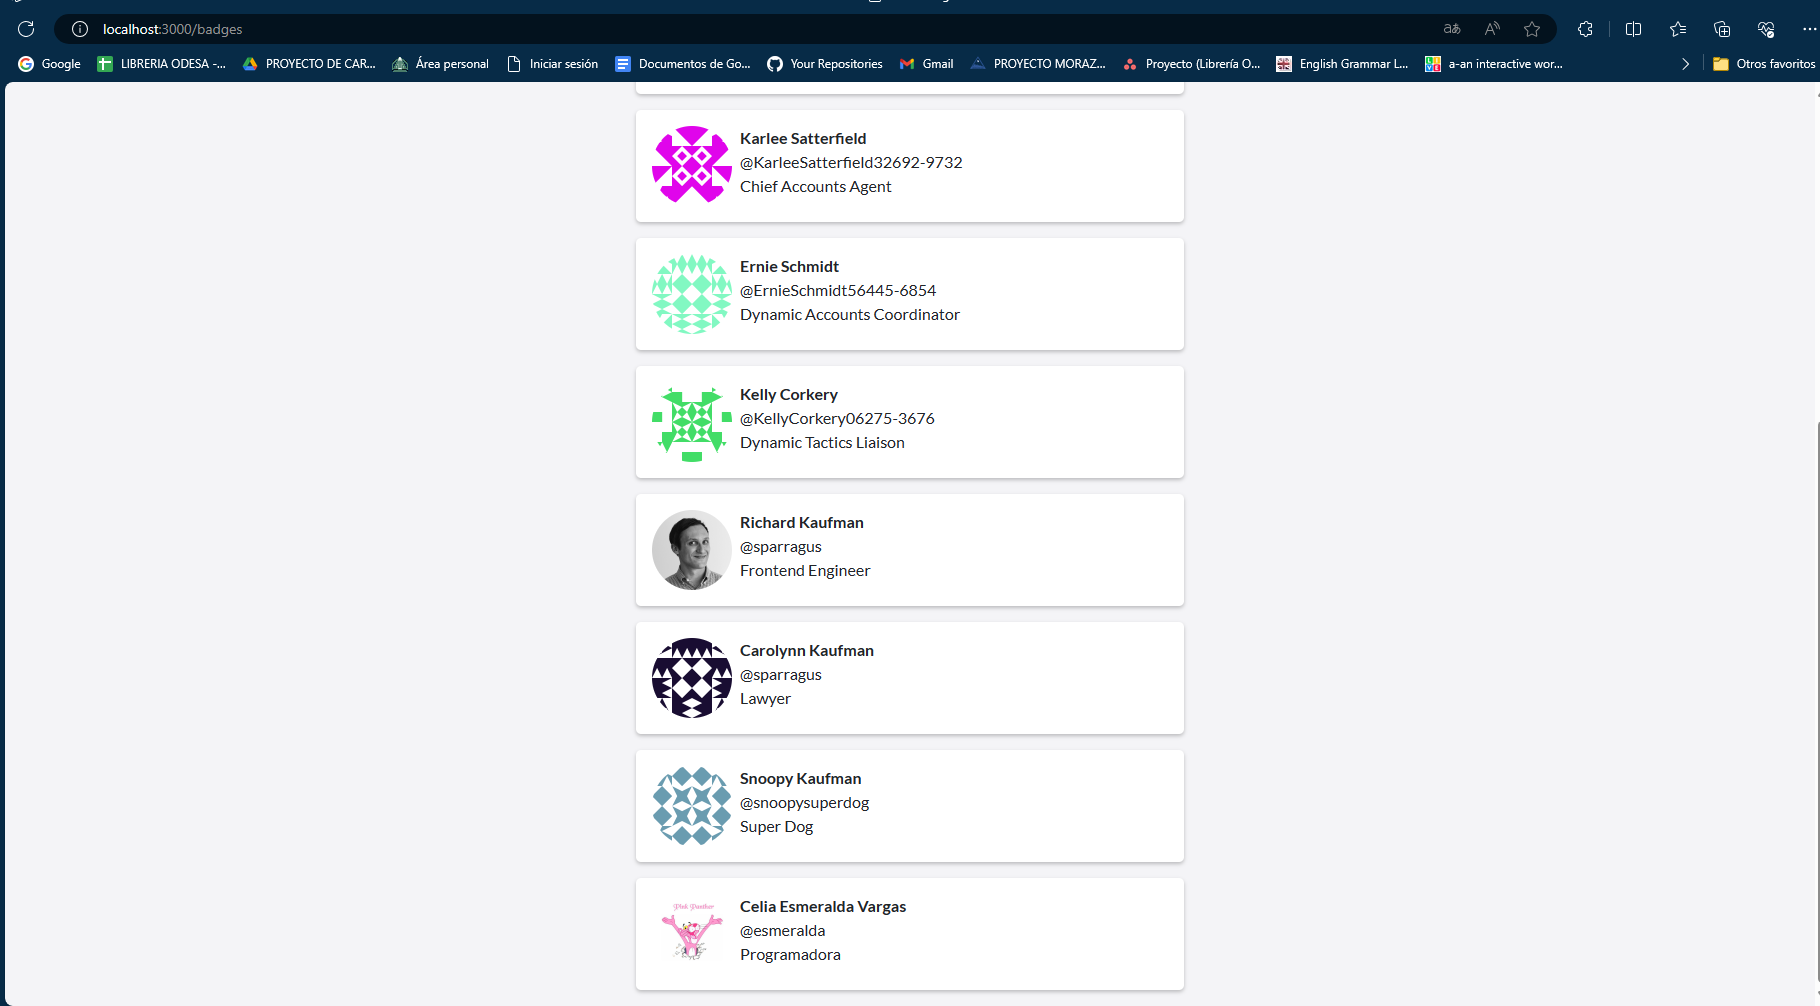 localhost:3000/badges
Google
LIBRERIA ODESA -...
PROYECTO DE CAR...
Área personal
Iniciar sesión
Documentos de Go...
Your Repositories
Gmail
PROYECTO MORAZ...
Proyecto (Librería O...
English Grammar L...
a-an interactive wor...
Otros favoritos
Karlee Satterfield
@KarleeSatterfield32692-9732
Chief Accounts Agent
Ernie Schmidt
@ErnieSchmidt56445-6854
Dynamic Accounts Coordinator
Kelly Corkery
@KellyCorkery06275-3676
Dynamic Tactics Liaison
Richard Kaufman
@sparragus
Frontend Engineer
Carolynn Kaufman
@sparragus
Lawyer
Snoopy Kaufman
@snoopysuperdog
Super Dog
Pink Panther
Celia Esmeralda Vargas
@esmeralda
Programadora